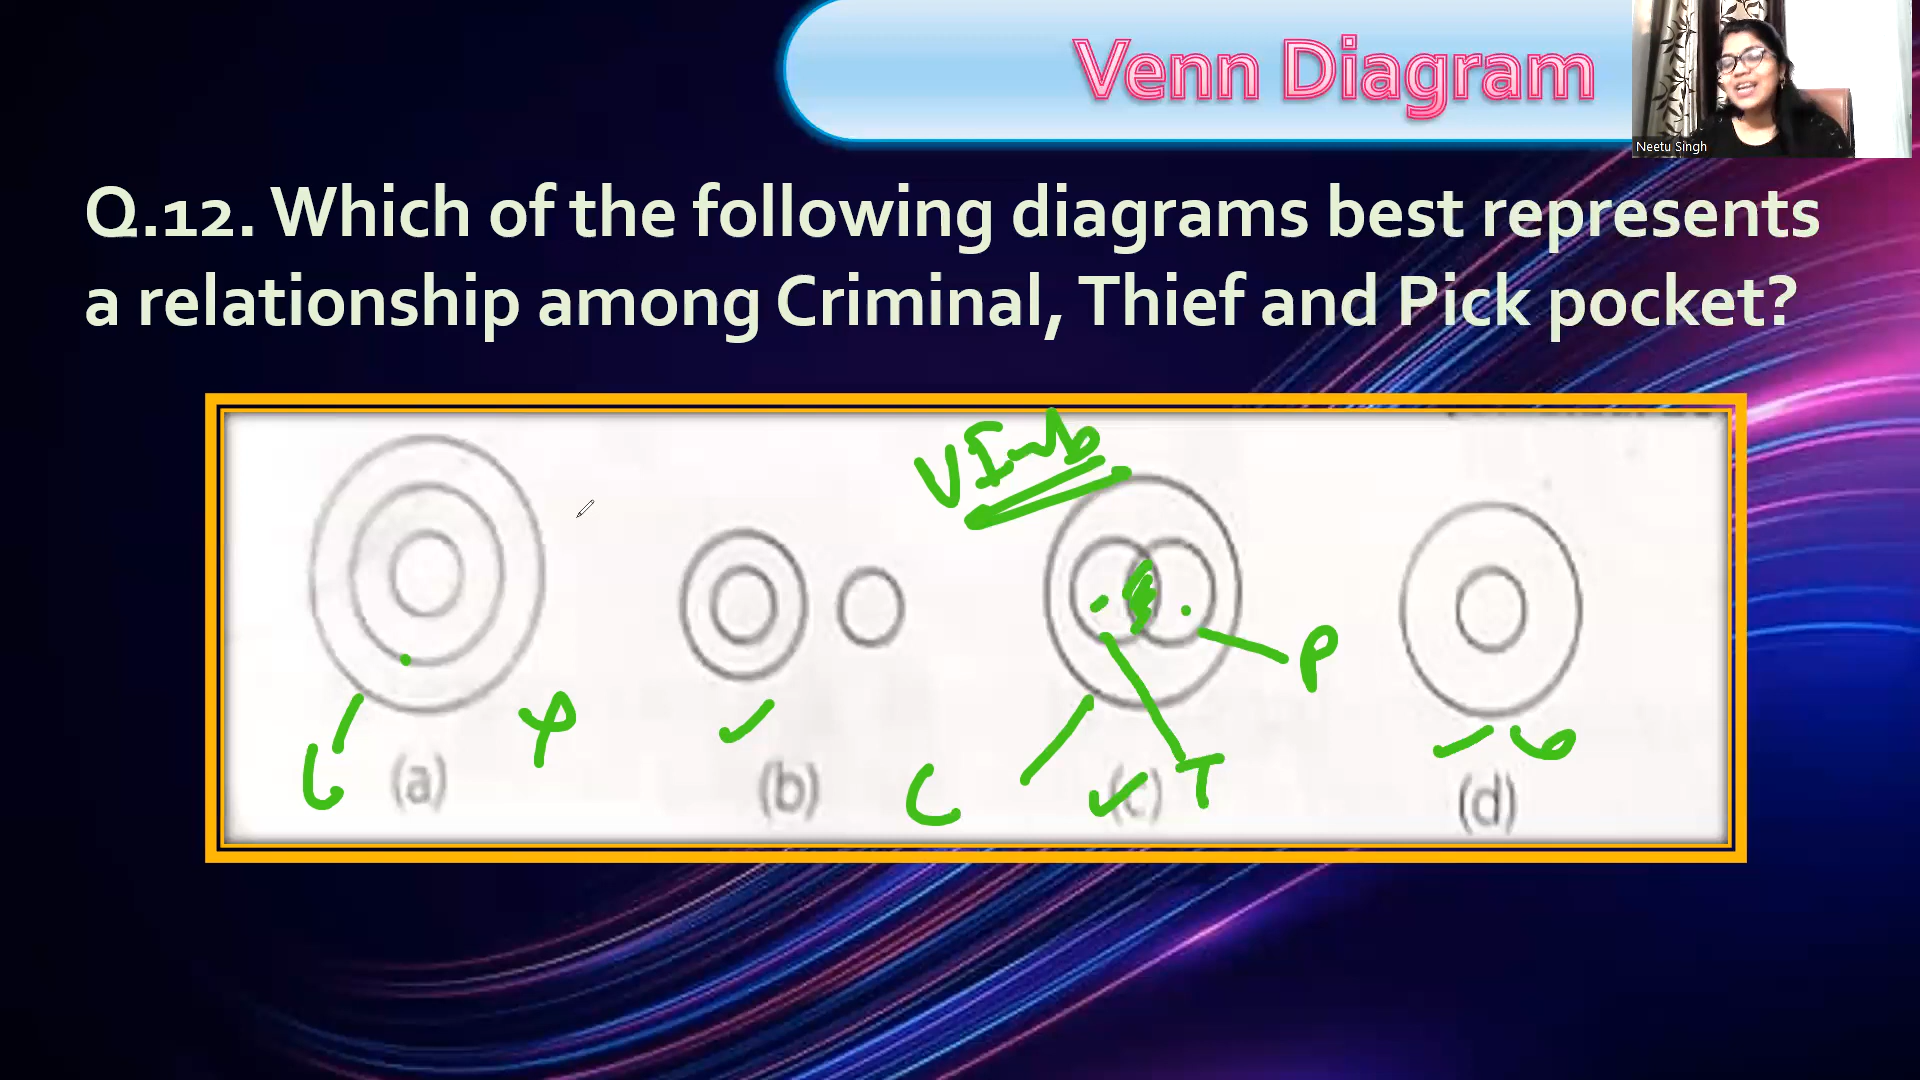 Venn Diagram
Neetu Singh
Q.12. Which of the following diagrams best represents
a relationship among Criminal, Thief and Pick pocket?
V Imb
P
C
T
(a)
(b)
(c)
(d)